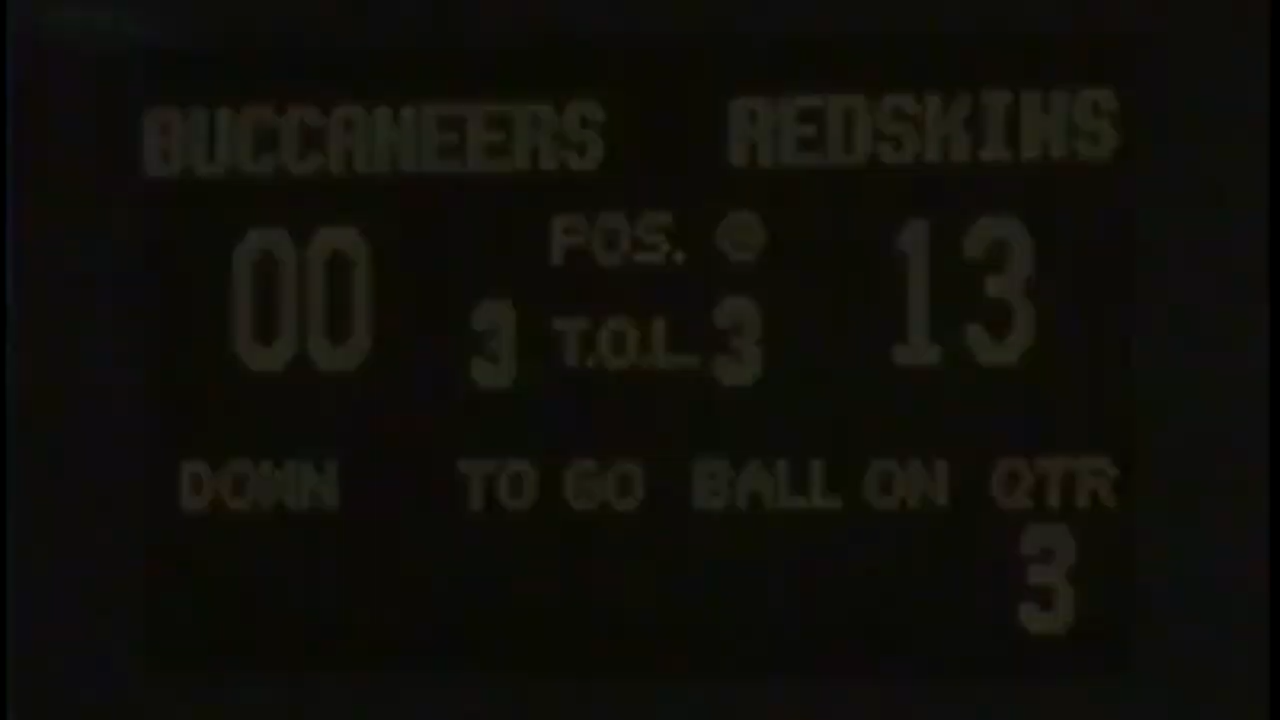 BUCCANEERS REDSKINS
00 POS. 13
3 T.O.L. 3
DOWN TO GO BALL ON QTR
3